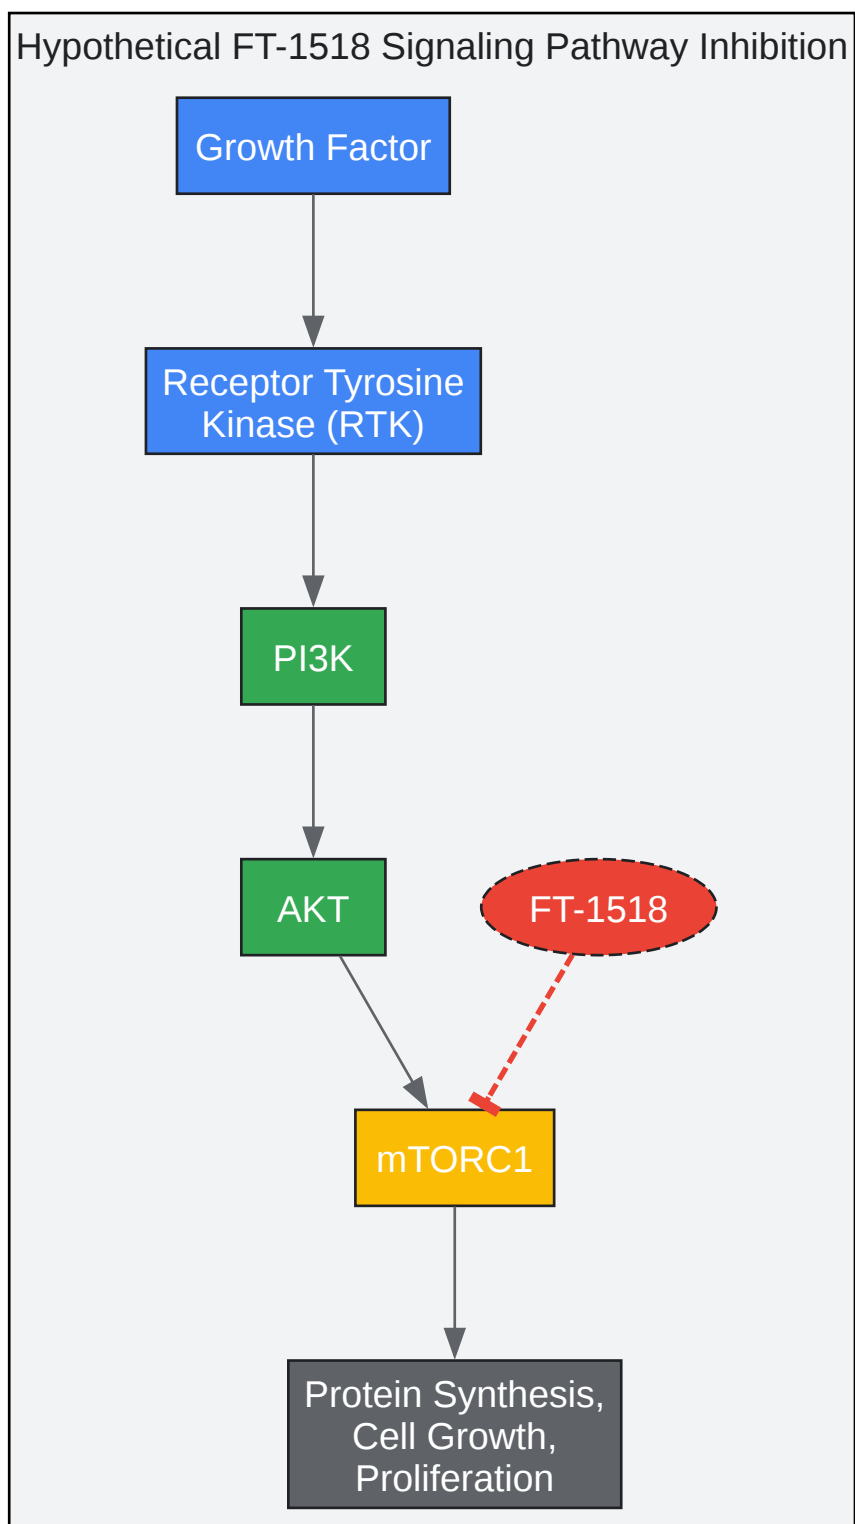 Hypothetical FT-1518 Signaling Pathway Inhibition
Growth Factor
Receptor Tyrosine
Kinase (RTK)
PI3K
AKT
FT-1518
mTORC1
Protein Synthesis,
Cell Growth,
Proliferation